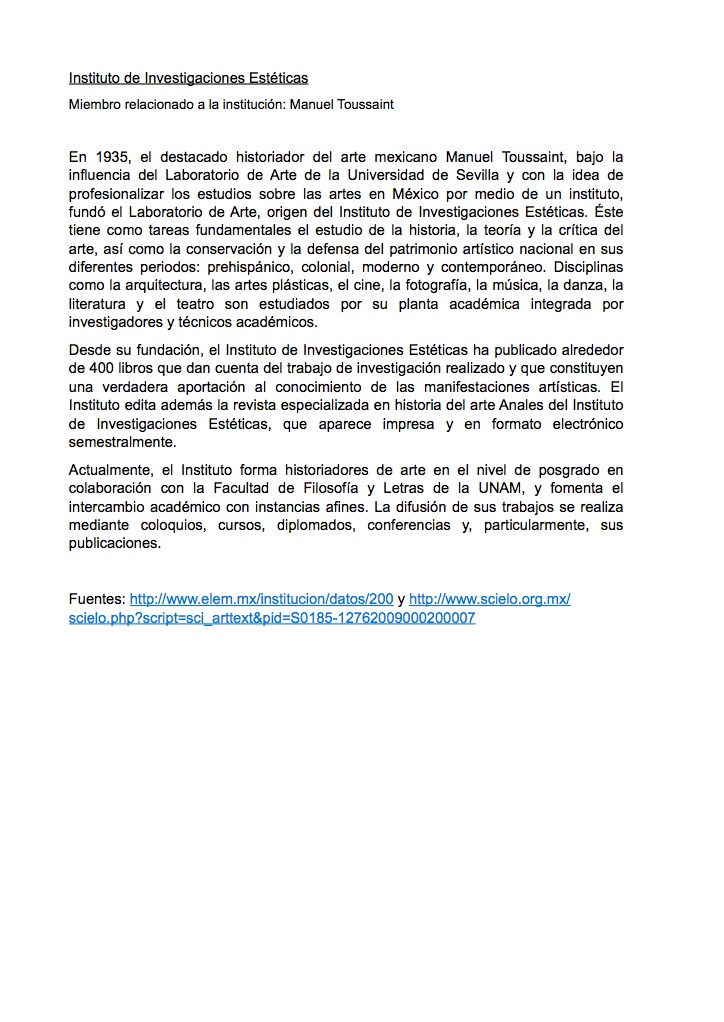 Instituto de Investigaciones Estéticas
Miembro relacionado a la institución: Manuel Toussaint
En 1935, el destacado historiador del arte mexicano Manuel Toussaint, bajo la
influencia del Laboratorio de Arte de la Universidad de Sevilla y con la idea de
profesionalizar los estudios sobre las artes en México por medio de un instituto,
fundó el Laboratorio de Arte, origen del Instituto de Investigaciones Estéticas. Éste
tiene como tareas fundamentales el estudio de la historia, la teoría y la crítica del
arte, así como la conservación y la defensa del patrimonio artístico nacional en sus
diferentes periodos: prehispánico, colonial, moderno y contemporáneo. Disciplinas
como la arquitectura, las artes plásticas, el cine, la fotografía, la música, la danza, la
literatura y el teatro son estudiados por su planta académica integrada por
investigadores y técnicos académicos.
Desde su fundación, el Instituto de Investigaciones Estéticas ha publicado alrededor
de 400 libros que dan cuenta del trabajo de investigación realizado y que constituyen
una verdadera aportación al conocimiento de las manifestaciones artísticas. El
Instituto edita además la revista especializada en historia del arte Anales del Instituto
de Investigaciones Estéticas, que aparece impresa y en formato electrónico
semestralmente.
Actualmente, el Instituto forma historiadores de arte en el nivel de posgrado en
colaboración con la Facultad de Filosofía y Letras de la UNAM, y fomenta el
intercambio académico con instancias afines. La difusión de sus trabajos se realiza
mediante coloquios, cursos, diplomados, conferencias y, particularmente, sus
publicaciones.
Fuentes: http://www.elem.mx/institucion/datos/200 y http://www.scielo.org.mx/
scielo.php?script=sci_arttext&pid=S0185-12762009000200007